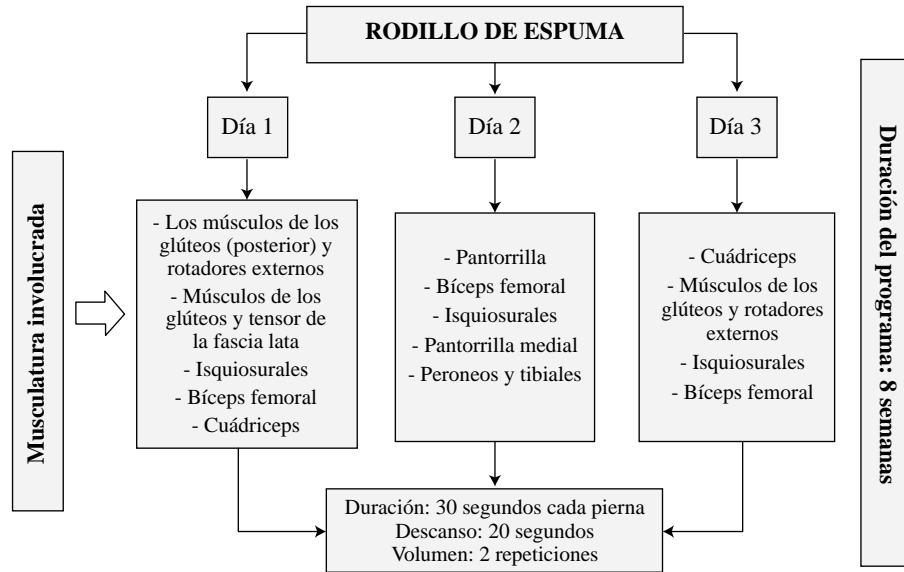 RODILLO DE ESPUMA
Día 1
Día 2
Día 3
Musculatura involucrada
- Los músculos de los
glúteos (posterior) y
rotadores externos
- Músculos de los
glúteos y tensor de
la fascia lata
- Isquiosurales
- Bíceps femoral
- Cuádriceps
- Pantorrilla
- Bíceps femoral
- Isquiosurales
- Pantorrilla medial
- Peroneos y tibiales
- Cuádriceps
- Músculos de los
glúteos y rotadores
externos
- Isquiosurales
- Bíceps femoral
Duración del programa: 8 semanas
Duración: 30 segundos cada pierna
Descanso: 20 segundos
Volumen: 2 repeticiones